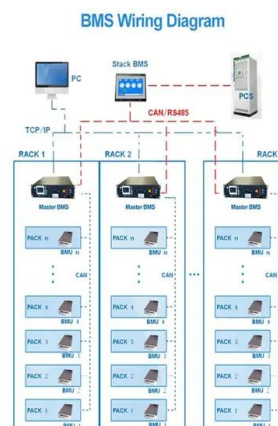 BMS Wiring Diagram
Stack BMS
PC
PCS
CAN/RS485
TCP/IP
RACK 1
RACK 2
RACK
Master BMS
Master BMS
Master BMS
PACK n
PACK n
PACK n
BMU n
BMU n
BMU n
CAN
CAN
CAN
PACK 4
PACK 4
PACK 4
BMU 4
BMU 4
BMU 4
PACK 3
PACK 3
PACK 3
BMU 3
BMU 3
BMU 3
PACK 2
PACK 2
PACK 2
BMU 2
BMU 2
BMU 2
PACK 1
PACK 1
PACK 1